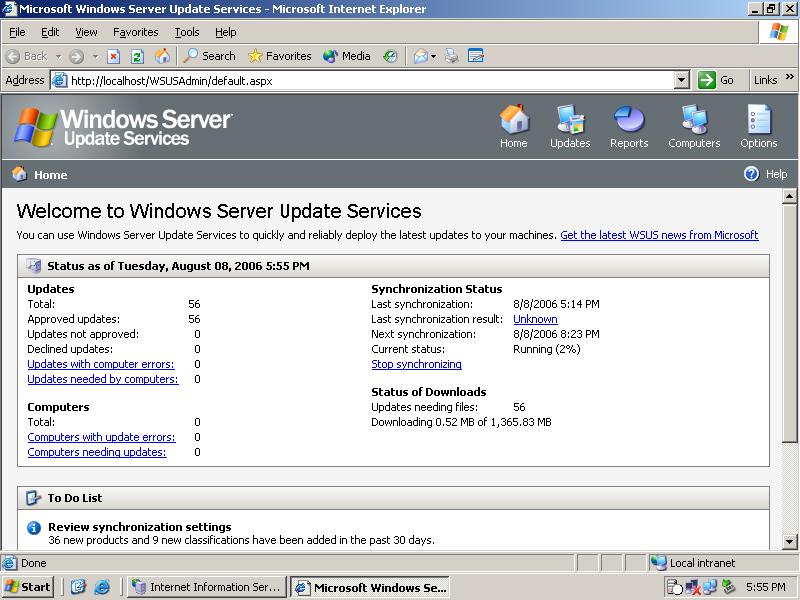 Microsoft Windows Server Update Services - Microsoft Internet Explorer
File Edit View Favorites Tools Help
Back Search Favorites Media
Address http://localhost/WSUSAdmin/default.aspx Go Links »
Windows Server
Update Services
Home Updates Reports Computers Options
Home Help
Welcome to Windows Server Update Services
You can use Windows Server Update Services to quickly and reliably deploy the latest updates to your machines. Get the latest WSUS news from Microsoft
Status as of Tuesday, August 08, 2006 5:55 PM
Updates
Total: 56
Approved updates: 56
Updates not approved: 0
Declined updates: 0
Updates with computer errors: 0
Updates needed by computers: 0
Computers
Total: 0
Computers with update errors: 0
Computers needing updates: 0
Synchronization Status
Last synchronization: 8/8/2006 5:14 PM
Last synchronization result: Unknown
Next synchronization: 8/8/2006 8:23 PM
Current status: Running (2%)
Stop synchronizing
Status of Downloads
Updates needing files: 56
Downloading 0.52 MB of 1,365.83 MB
To Do List
Review synchronization settings
36 new products and 9 new classifications have been added in the past 30 days.
Done Local intranet
Start Internet Information Ser... Microsoft Windows Se... 5:55 PM